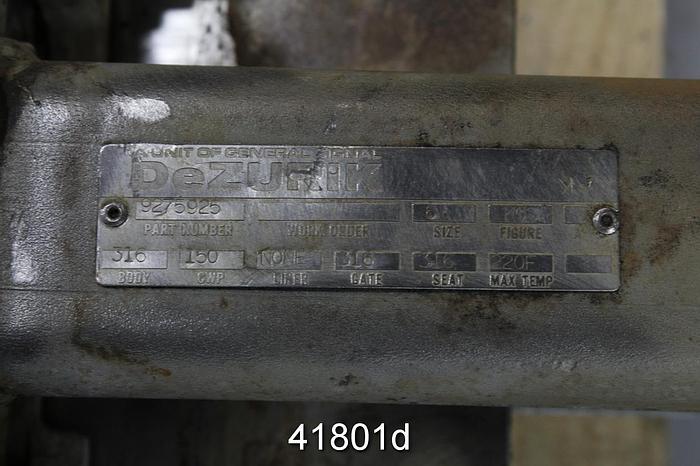 A UNIT OF GENERAL SIGNAL
DeZURIK
9275925
PART NUMBER WORK ORDER SIZE FIGURE
316 150 NONE 316 316
BODY CWP LINER GATE SEAT MAX TEMP
41801d